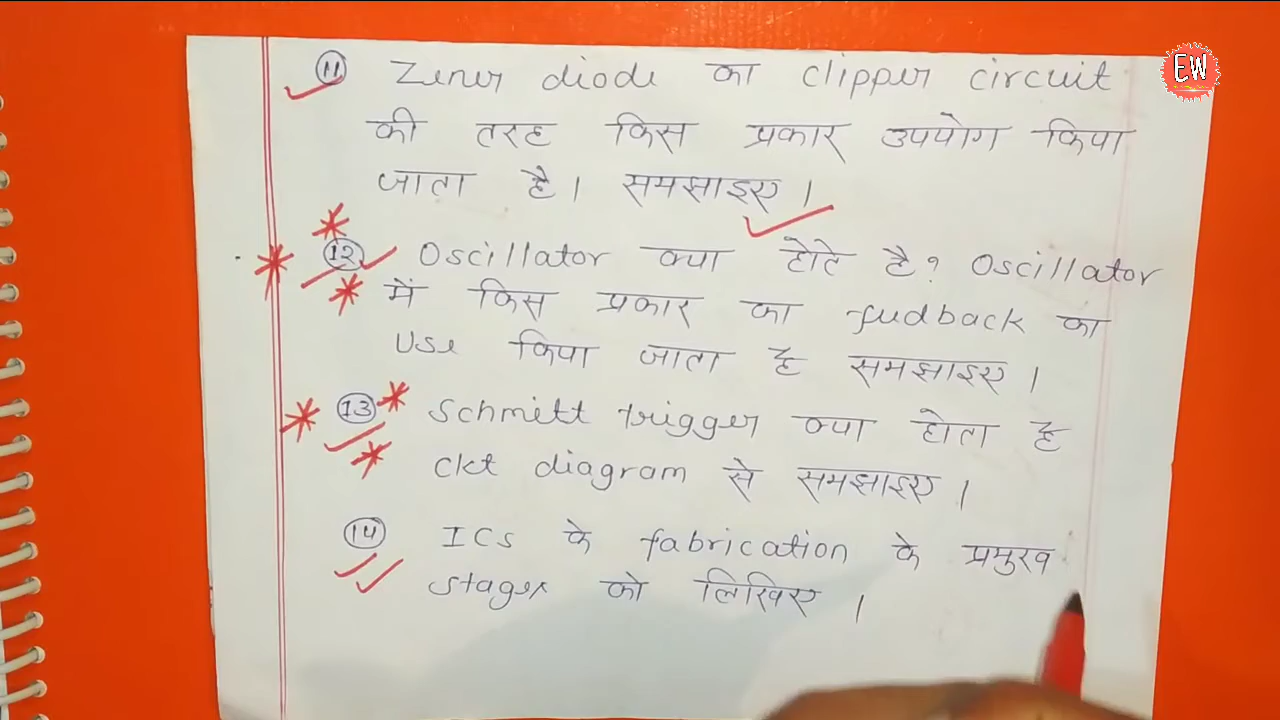 EW
11 Zener diode का clipper circuit
की तरह किस प्रकार उपयोग किया
जाता है। समझाइए।
12 Oscillator क्या होते है? Oscillator
में किस प्रकार का feedback का
use किया जाता है समझाइए।
13 Schmitt trigger क्या होता है
ckt diagram से समझाइए।
14 ICs के fabrication के प्रमुख
stages को लिखिए।